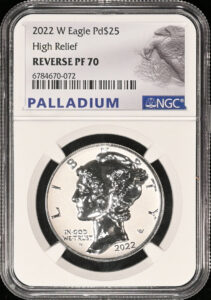 2022 W Eagle Pd$25
High Relief
REVERSE PF 70
6784670-072
PALLADIUM
NGC
LIBERTY
IN GOD
WE TRUST
2022